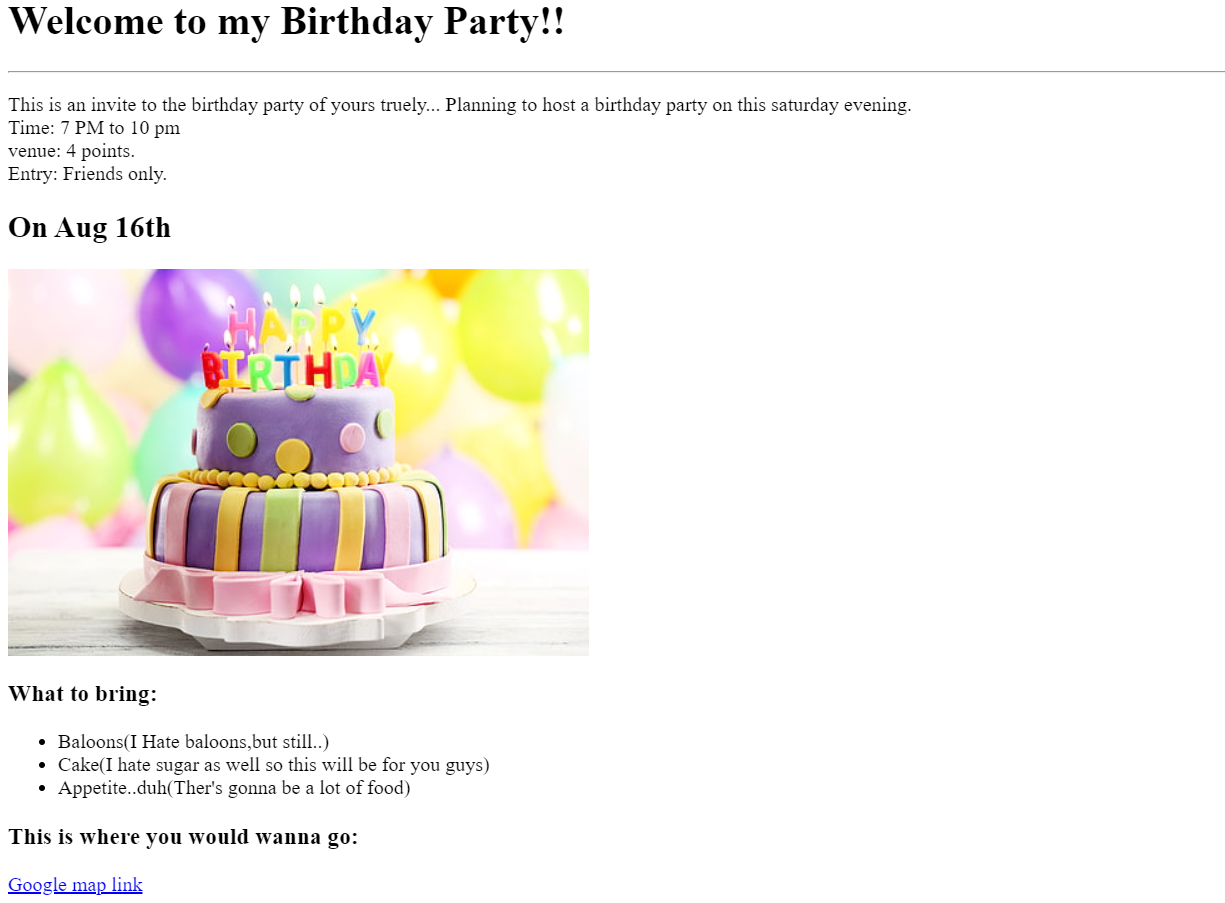 Welcome to my Birthday Party!!
This is an invite to the birthday party of yours truely... Planning to host a birthday party on this saturday evening.
Time: 7 PM to 10 pm
venue: 4 points.
Entry: Friends only.
On Aug 16th
HAPPY
BIRTHDAY
What to bring:
Baloons(I Hate baloons,but still..)
Cake(I hate sugar as well so this will be for you guys)
Appetite..duh(Ther's gonna be a lot of food)
This is where you would wanna go:
Google map link